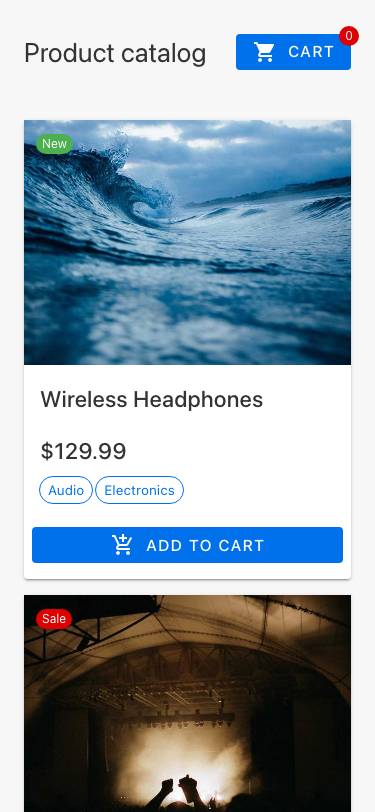 Product catalog
CART
0
New
Wireless Headphones
$129.99
Audio
Electronics
ADD TO CART
Sale